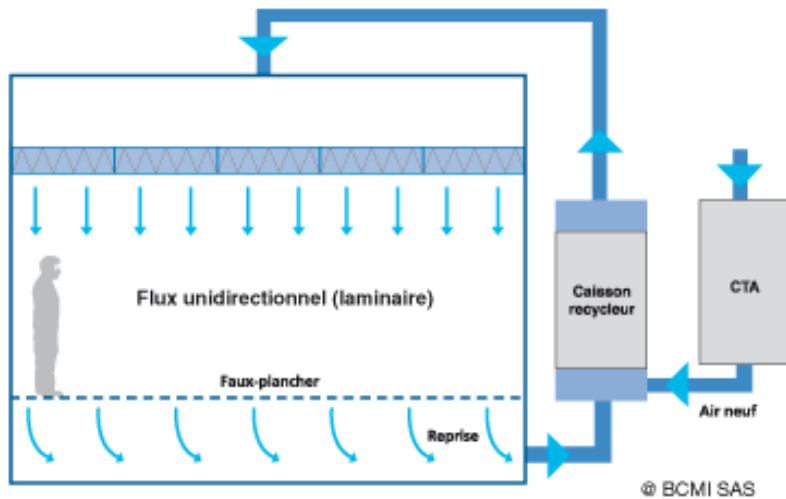 Flux unidirectionnel (laminaire)
Caisson
recycleur
CTA
Faux-plancher
Air neuf
Reprise
@ BCMI SAS